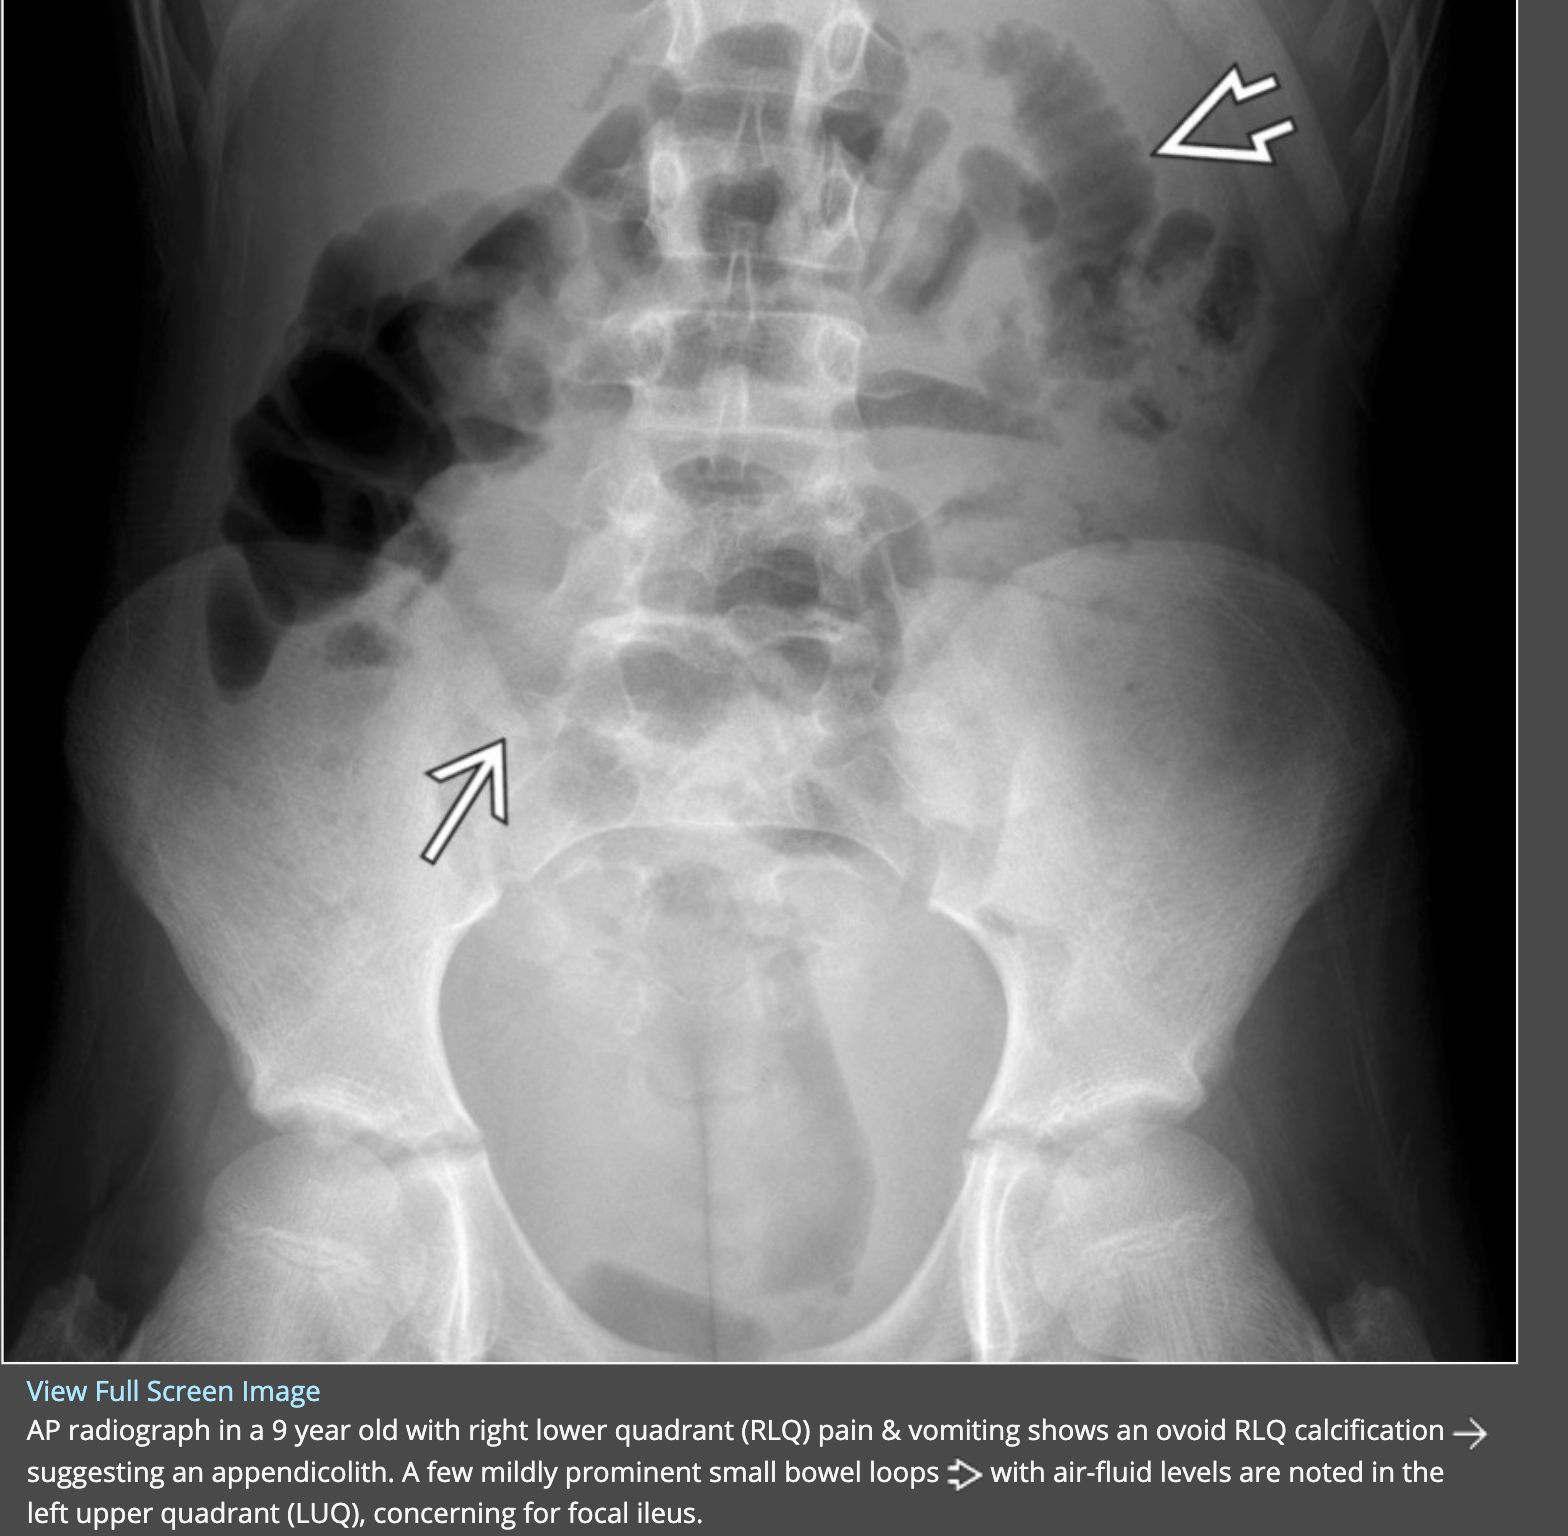 View Full Screen Image
AP radiograph in a 9 year old with right lower quadrant (RLQ) pain & vomiting shows an ovoid RLQ calcification
suggesting an appendicolith. A few mildly prominent small bowel loops with air-fluid levels are noted in the
left upper quadrant (LUQ), concerning for focal ileus.